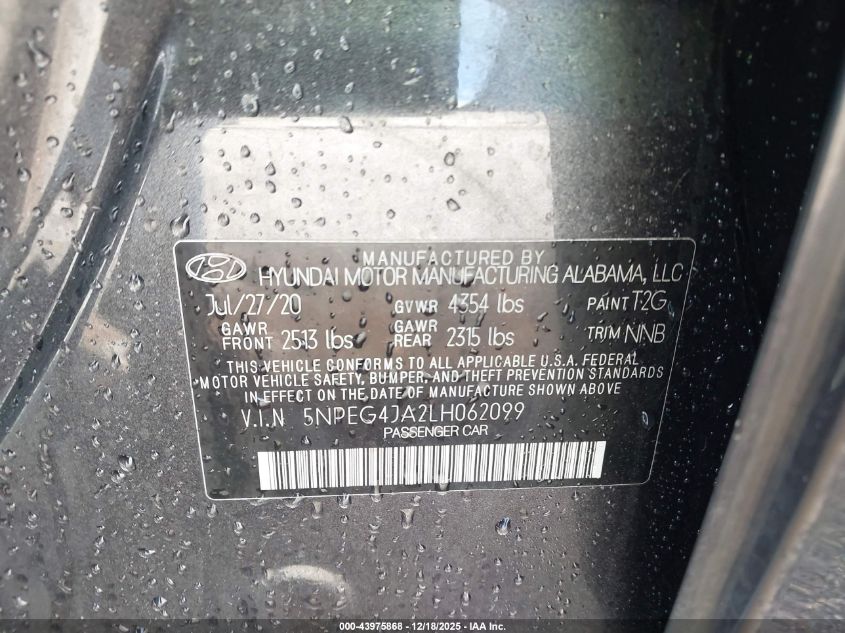 MANUFACTURED BY
HYUNDAI MOTOR MANUFACTURING ALABAMA, LLC
Jul/27/20 GVWR 4354 lbs PAINT T2G
GAWR FRONT 2513 lbs GAWR REAR 2315 lbs TRIM NNB
THIS VEHICLE CONFORMS TO ALL APPLICABLE U.S.A. FEDERAL
MOTOR VEHICLE SAFETY, BUMPER, AND THEFT PREVENTION STANDARDS
IN EFFECT ON THE DATE OF MANUFACTURE SHOWN ABOVE
V.I.N 5NPEG4JA2LH062099
PASSENGER CAR
000-43975868 - 12/18/2025 - IAA Inc.